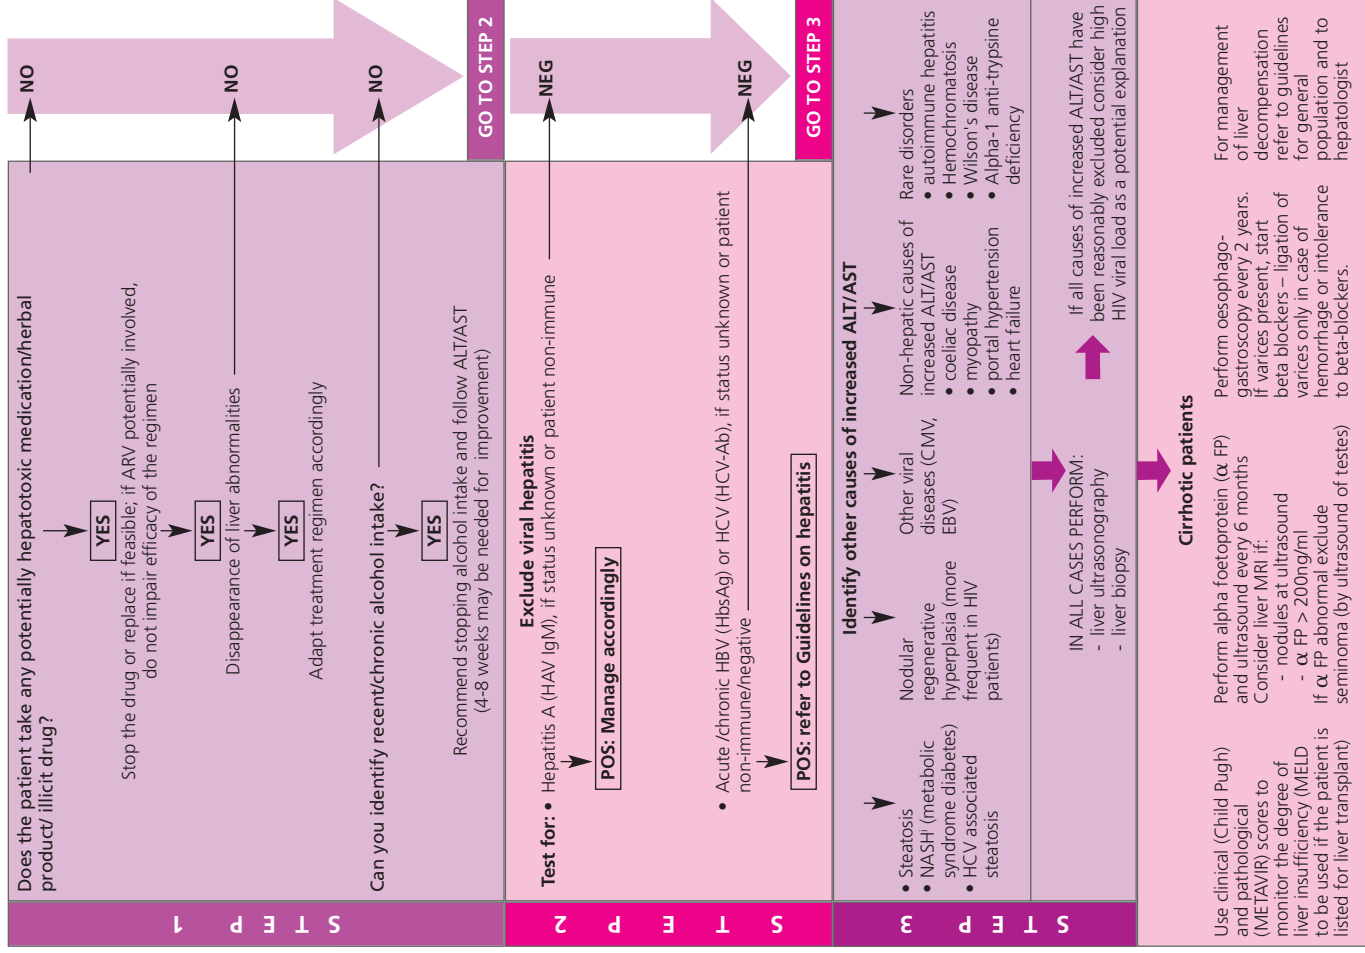 STEP 1
Does the patient take any potentially hepatotoxic medication/herbal
product/ illicit drug?
NO
YES
Stop the drug or replace if feasible; if ARV potentially involved,
do not impair efficacy of the regimen
YES
Disappearance of liver abnormalities
NO
YES
Adapt treatment regimen accordingly
Can you identify recent/chronic alcohol intake?
NO
YES
Recommend stopping alcohol intake and follow ALT/AST
(4-8 weeks may be needed for improvement)
GO TO STEP 2
STEP 2
Exclude viral hepatitis
Test for: • Hepatitis A (HAV IgM), if status unknown or patient non-immune
NEG
POS: Manage accordingly
• Acute /chronic HBV (HbsAg) or HCV (HCV-Ab), if status unknown or patient
non-immune/negative
NEG
POS: refer to Guidelines on hepatitis
GO TO STEP 3
STEP 3
Identify other causes of increased ALT/AST
• Steatosis
• NASHⁱ (metabolic
syndrome diabetes)
• HCV associated
steatosis
Nodular
regenerative
hyperplasia (more
frequent in HIV
patients)
Other viral
diseases (CMV,
EBV)
Non-hepatic causes of
increased ALT/AST
• coeliac disease
• myopathy
• portal hypertension
• heart failure
Rare disorders
• autoimmune hepatitis
• Hemochromatosis
• Wilson's disease
• Alpha-1 anti-trypsine
deficiency
IN ALL CASES PERFORM:
- liver ultrasonography
- liver biopsy
If all causes of increased ALT/AST have
been reasonably excluded consider high
HIV viral load as a potential explanation
Cirrhotic patients
Use clinical (Child Pugh)
and pathological
(METAVIR) scores to
monitor the degree of
liver insufficiency (MELD
to be used if the patient is
listed for liver transplant)
Perform alpha foetoprotein (α FP)
and ultrasound every 6 months
Consider liver MRI if:
- nodules at ultrasound
- α FP > 200ng/ml
If α FP abnormal exclude
seminoma (by ultrasound of testes)
Perform oesophago-
gastroscopy every 2 years.
If varices present, start
beta blockers – ligation of
varices only in case of
hemorrhage or intolerance
to beta-blockers.
For management
of liver
decompensation
refer to guidelines
for general
population and to
hepatologist